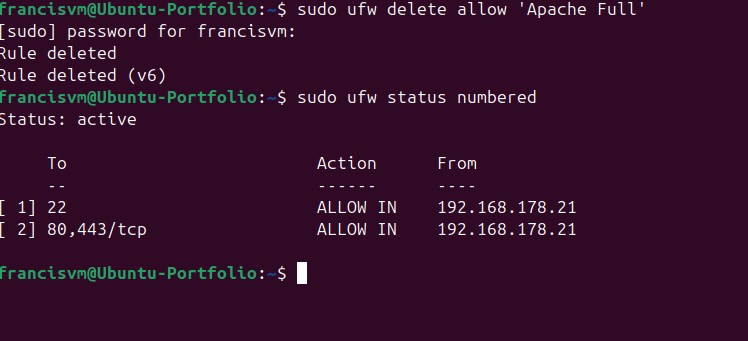 francisvm@Ubuntu-Portfolio:~$ sudo ufw delete allow 'Apache Full'
[sudo] password for francisvm:
Rule deleted
Rule deleted (v6)
francisvm@Ubuntu-Portfolio:~$ sudo ufw status numbered
Status: active
To Action From
-- ------ ----
[ 1] 22 ALLOW IN 192.168.178.21
[ 2] 80,443/tcp ALLOW IN 192.168.178.21
francisvm@Ubuntu-Portfolio:~$